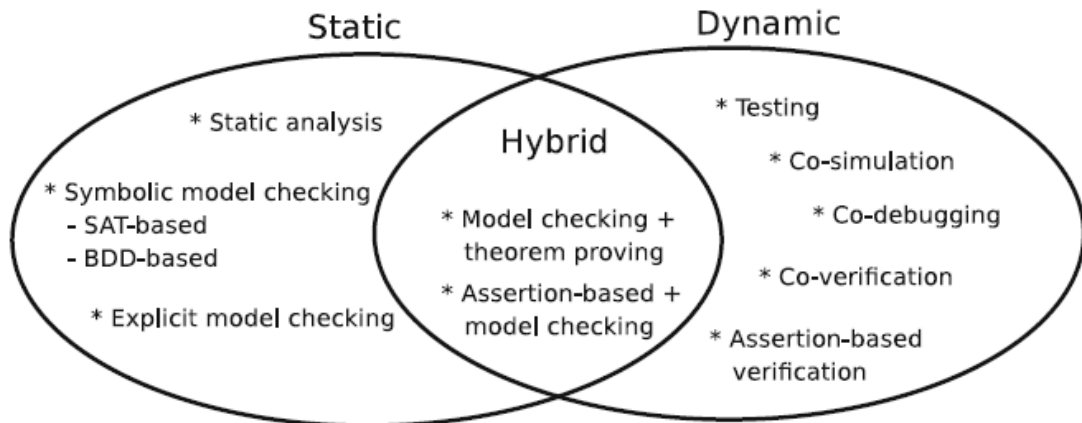 Static
Dynamic
* Static analysis
* Symbolic model checking
- SAT-based
- BDD-based
* Explicit model checking
Hybrid
* Model checking +
theorem proving
* Assertion-based +
model checking
* Testing
* Co-simulation
* Co-debugging
* Co-verification
* Assertion-based
verification